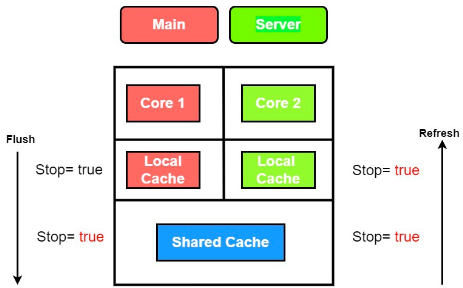 Main
Server
Core 1
Core 2
Flush
Refresh
Stop= true
Local
Cache
Local
Cache
Stop= true
Stop= true
Shared Cache
Stop= true